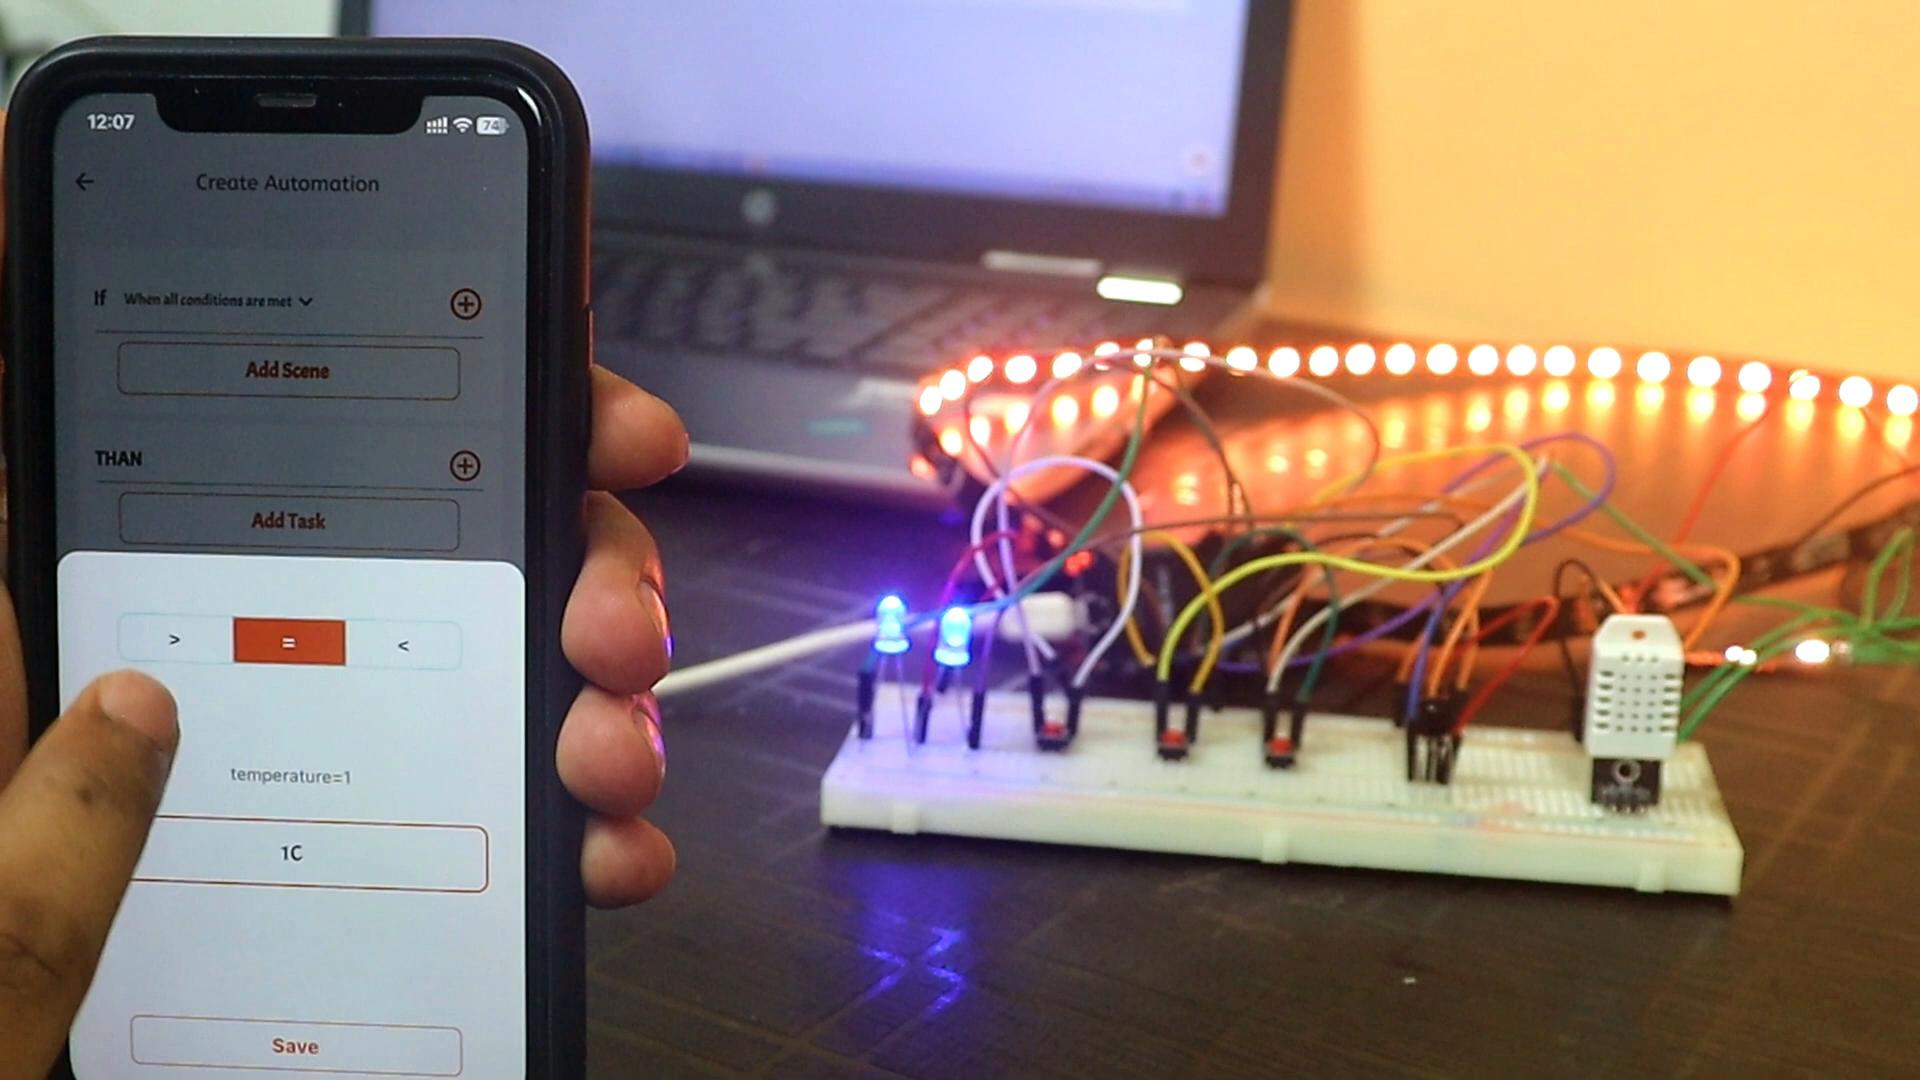 12:07
74
Create Automation
If When all conditions are met
Add Scene
THAN
Add Task
> = <
temperature=1
1C
Save